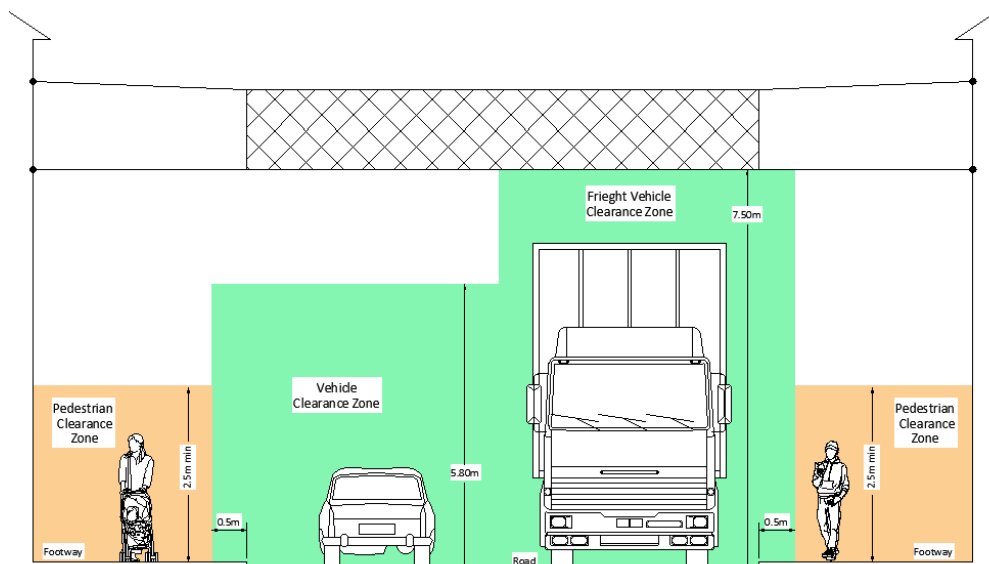 Frieght Vehicle
Clearance Zone
7.50m
Vehicle
Clearance Zone
Pedestrian
Clearance
Zone
Pedestrian
Clearance
Zone
2.5m min
5.80m
2.5m min
0.5m
0.5m
Footway
Road
Footway